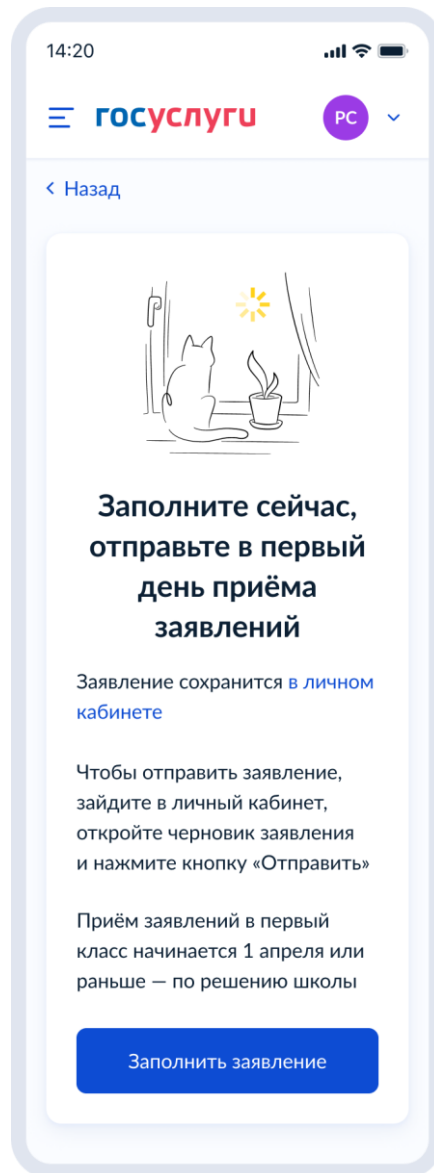 14:20
госуслуги
РС
Назад
Заполните сейчас,
отправьте в первый
день приёма
заявлений
Заявление сохранится в личном
кабинете
Чтобы отправить заявление,
зайдите в личный кабинет,
откройте черновик заявления
и нажмите кнопку «Отправить»
Приём заявлений в первый
класс начинается 1 апреля или
раньше — по решению школы
Заполнить заявление